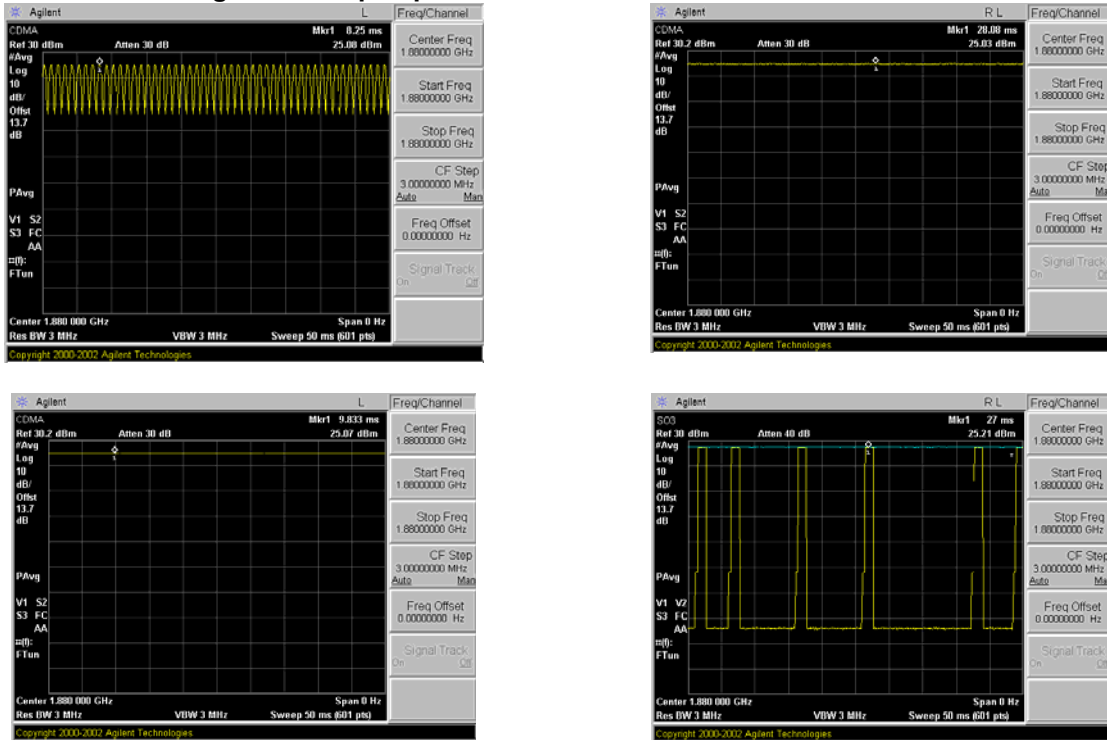 Agilent L Freq/Channel
CDMA Mkr1 8.25 ms
Ref 30 dBm Atten 30 dB 25.08 dBm
#Avg
Log
10
dB/
Offst
13.7
dB
PAvg
V1 S2
S3 FC
AA
¤(f):
FTun
1
Center 1.880 000 GHz Span 0 Hz
Res BW 3 MHz VBW 3 MHz Sweep 50 ms (601 pts)
Copyright 2000-2002 Agilent Technologies
Center Freq
1.88000000 GHz
Start Freq
1.88000000 GHz
Stop Freq
1.88000000 GHz
CF Step
3.00000000 MHz
Auto Man
Freq Offset
0.00000000 Hz
Signal Track
On Off
Agilent R L Freq/Channel
CDMA Mkr1 28.08 ms
Ref 30.2 dBm Atten 30 dB 25.03 dBm
#Avg
Log
10
dB/
Offst
13.7
dB
PAvg
V1 S2
S3 FC
AA
¤(f):
FTun
1
Center 1.880 000 GHz Span 0 Hz
Res BW 3 MHz VBW 3 MHz Sweep 50 ms (601 pts)
Copyright 2000-2002 Agilent Technologies
Center Freq
1.88000000 GHz
Start Freq
1.88000000 GHz
Stop Freq
1.88000000 GHz
CF Step
3.00000000 MHz
Auto
Freq Offset
0.00000000 Hz
Signal Track
On
Agilent L Freq/Channel
CDMA Mkr1 9.833 ms
Ref 30.2 dBm Atten 30 dB 25.07 dBm
#Avg
Log
10
dB/
Offst
13.7
dB
PAvg
V1 S2
S3 FC
AA
¤(f):
FTun
1
Center 1.880 000 GHz Span 0 Hz
Res BW 3 MHz VBW 3 MHz Sweep 50 ms (601 pts)
Copyright 2000-2002 Agilent Technologies
Center Freq
1.88000000 GHz
Start Freq
1.88000000 GHz
Stop Freq
1.88000000 GHz
CF Step
3.00000000 MHz
Auto Man
Freq Offset
0.00000000 Hz
Signal Track
On Off
Agilent R L Freq/Channel
SO3 Mkr1 27 ms
Ref 30 dBm Atten 40 dB 25.21 dBm
#Avg
Log
10
dB/
Offst
13.7
dB
PAvg
V1 V2
S3 FC
AA
¤(f):
FTun
1
Center 1.880 000 GHz Span 0 Hz
Res BW 3 MHz VBW 3 MHz Sweep 50 ms (601 pts)
Copyright 2000-2002 Agilent Technologies
Center Freq
1.88000000 GHz
Start Freq
1.88000000 GHz
Stop Freq
1.88000000 GHz
CF Step
3.00000000 MHz
Auto
Freq Offset
0.00000000 Hz
Signal Track
On